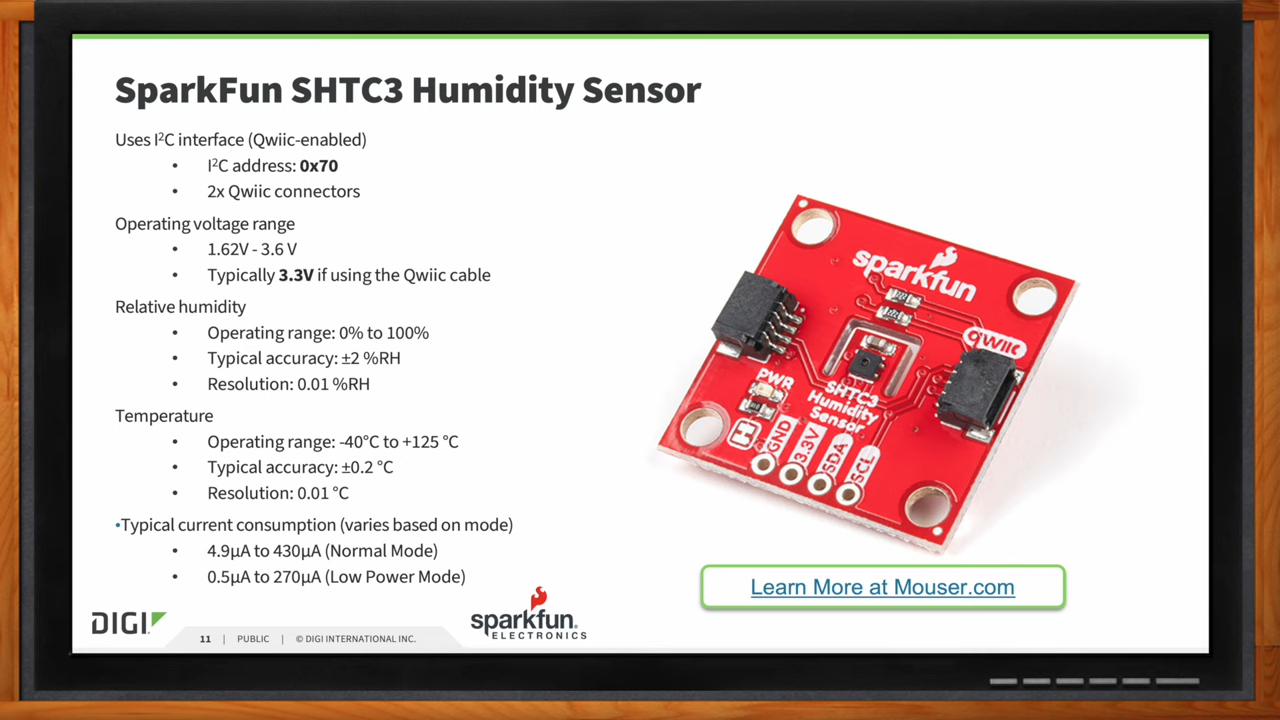 SparkFun SHTC3 Humidity Sensor
Uses I²C interface (Qwiic-enabled)
• I²C address: 0x70
• 2x Qwiic connectors
Operating voltage range
• 1.62V - 3.6 V
• Typically 3.3V if using the Qwiic cable
Relative humidity
• Operating range: 0% to 100%
• Typical accuracy: ±2 %RH
• Resolution: 0.01 %RH
Temperature
• Operating range: -40°C to +125 °C
• Typical accuracy: ±0.2 °C
• Resolution: 0.01 °C
•Typical current consumption (varies based on mode)
• 4.9µA to 430µA (Normal Mode)
• 0.5µA to 270µA (Low Power Mode)
sparkfun
qwiic
PWR
SHTC3
Humidity
Sensor
GND
3.3V
SDA
SCL
Learn More at Mouser.com
DIGI
11 | PUBLIC | © DIGI INTERNATIONAL INC.
sparkfun.
ELECTRONICS